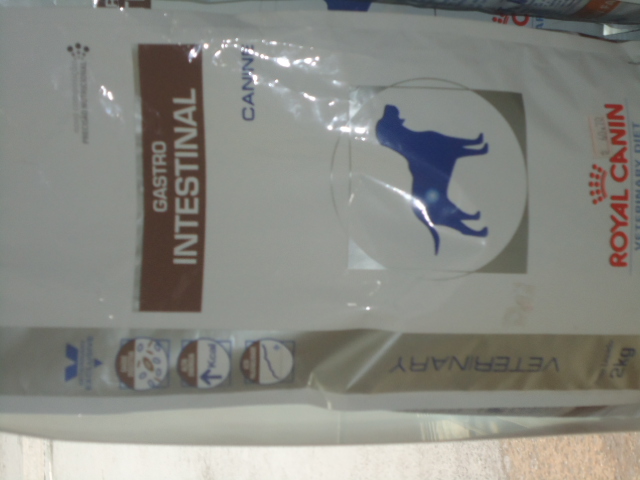 ROYAL CANIN
VETERINARY DIET
CANINE
GASTRO
INTESTINAL
VETERINARY
2kg